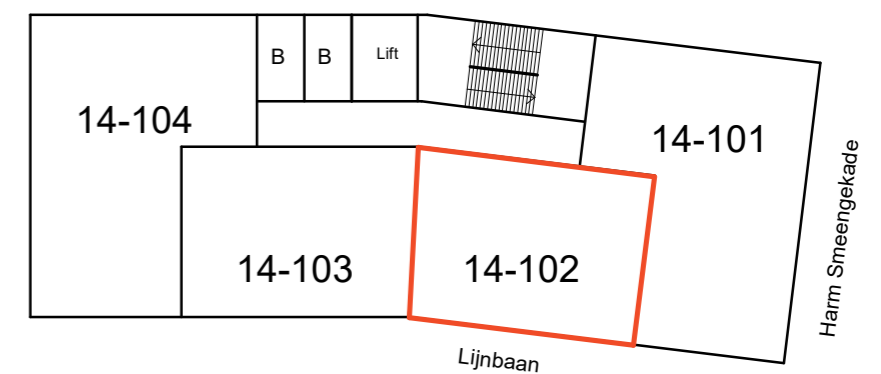 B
B
Lift
14-104
14-101
14-103
14-102
Harm Smeengekade
Lijnbaan